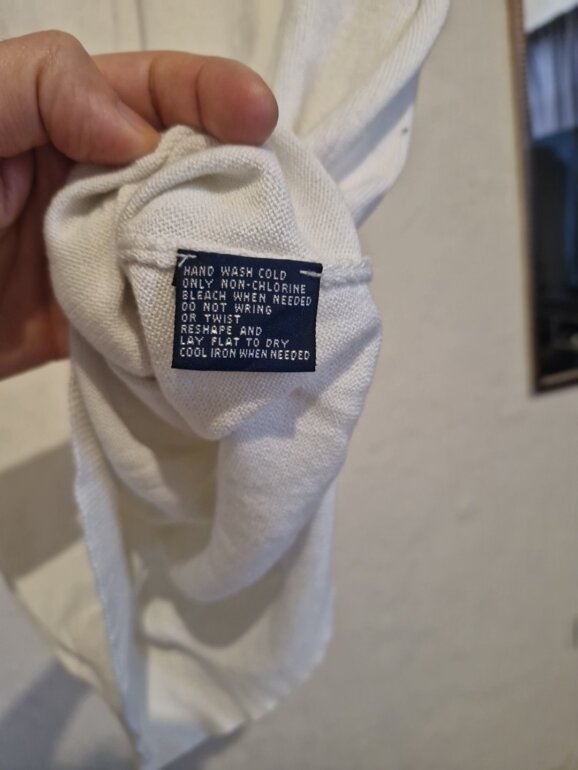 HAND WASH COLD
ONLY NON-CHLORINE
BLEACH WHEN NEEDED
DO NOT WRING
OR TWIST
RESHAPE AND
LAY FLAT TO DRY
COOL IRON WHEN NEEDED